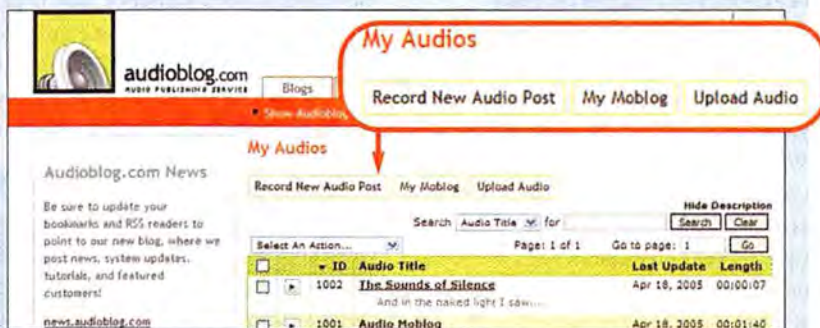 audioblog.com
AUDIO PUBLISHING SERVICE
Blogs
Show Audioblog
My Audios
Record New Audio Post My Moblog Upload Audio
Audioblog.com News
Be sure to update your
bookmarks and RSS readers to
point to our new blog, where we
post news, system updates,
tutorials, and featured
customers!
news.audioblog.com
My Audios
Record New Audio Post My Moblog Upload Audio
Hide Description
Search Audio Title for Search Clear
Select An Action... Page: 1 of 1 Go to page: 1 Go
ID Audio Title Last Update Length
1002 The Sounds of Silence Apr 18, 2005 00:00:07
And in the naked light I saw...
1001 Audio Moblog Apr 18, 2005 00:01:40